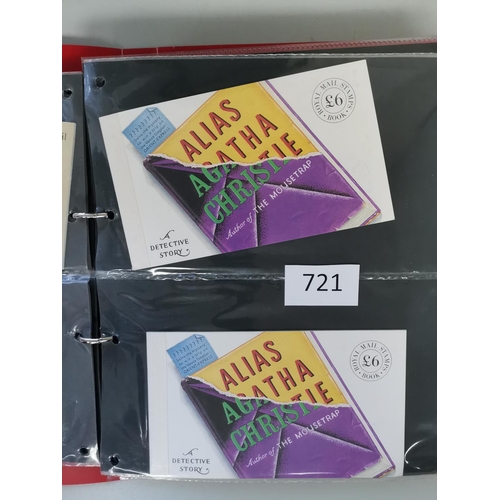 ALIAS
AGATHA
CHRISTIE
Author of THE MOUSETRAP
A
DETECTIVE
STORY
ROYAL MAIL STAMPS
£6
BOOK
721
ALIAS
AGATHA
CHRISTIE
Author of THE MOUSETRAP
A
DETECTIVE
STORY
ROYAL MAIL STAMPS
£6
BOOK